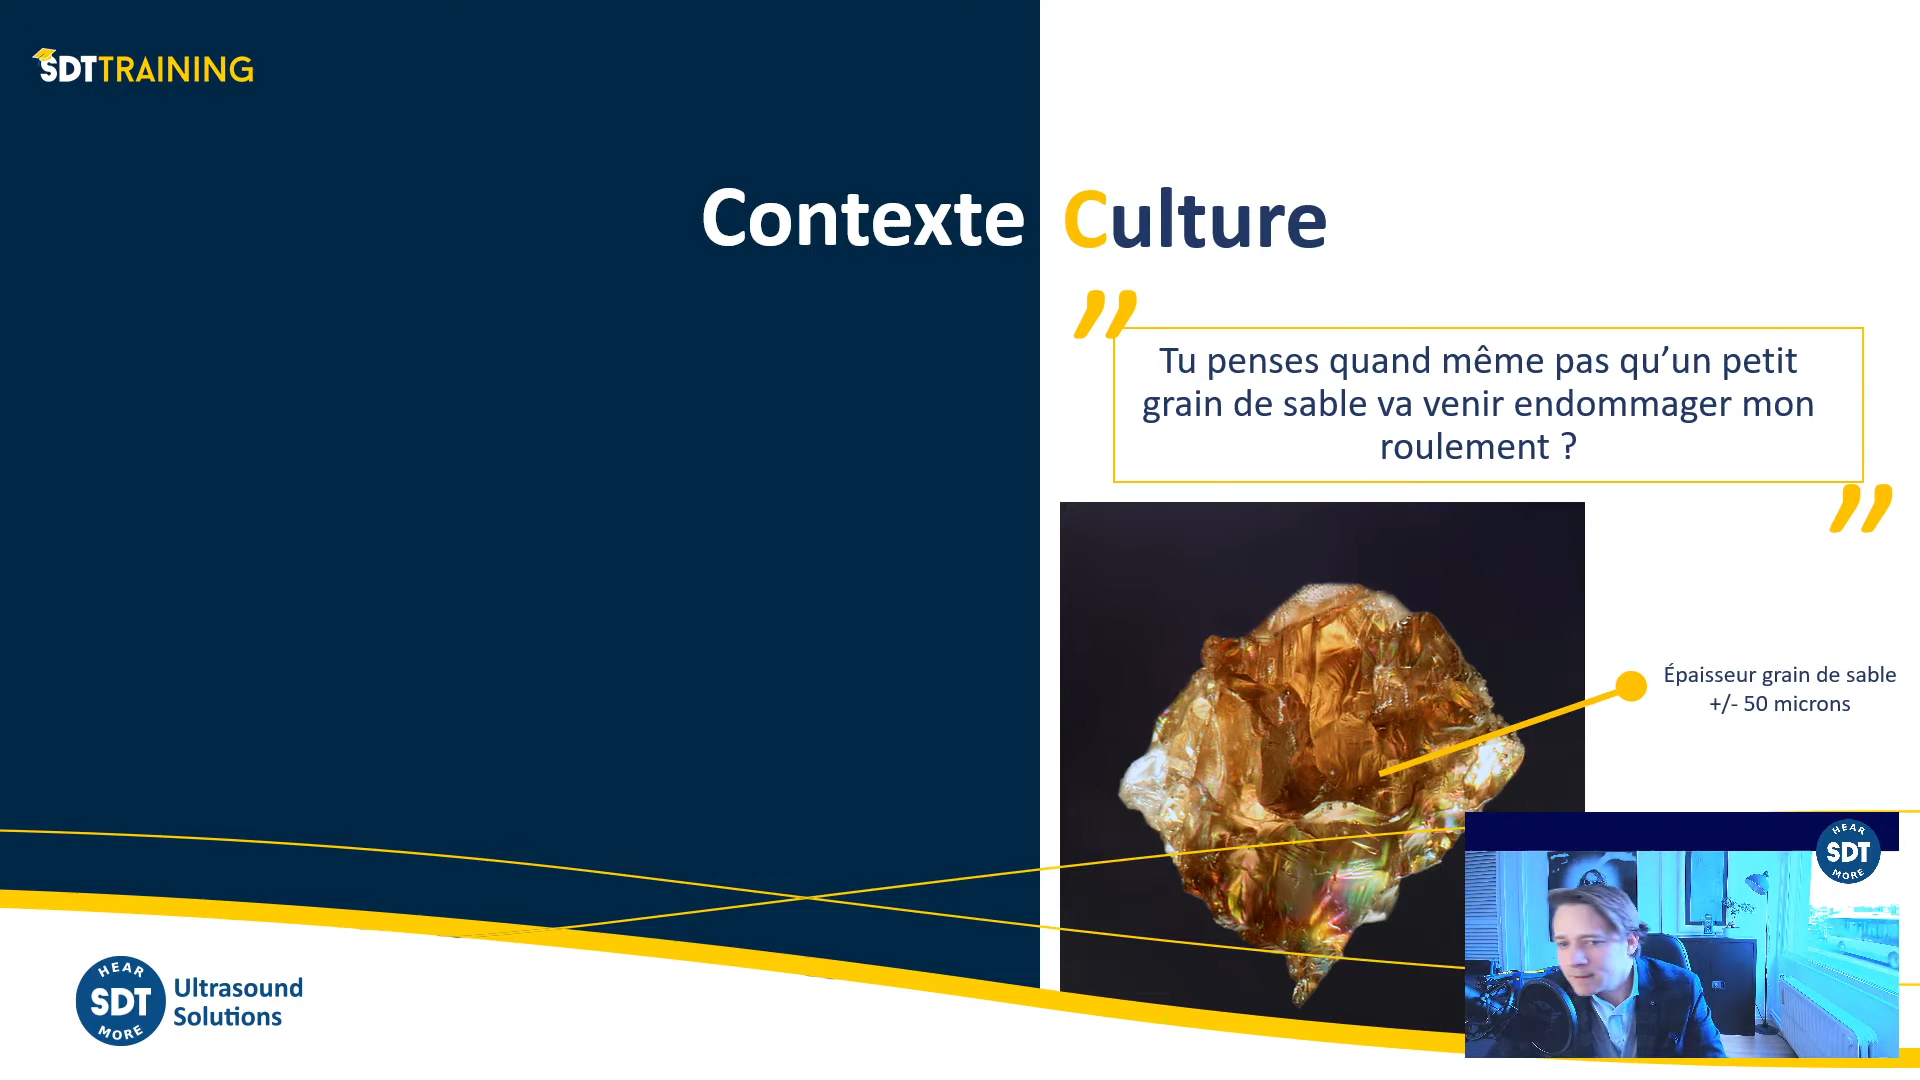 SDTTRAINING
Contexte Culture
”
Tu penses quand même pas qu’un petit
grain de sable va venir endommager mon
roulement ?
”
Épaisseur grain de sable
+/- 50 microns
HEAR
SDT
MORE
HEAR
SDT
MORE
Ultrasound
Solutions